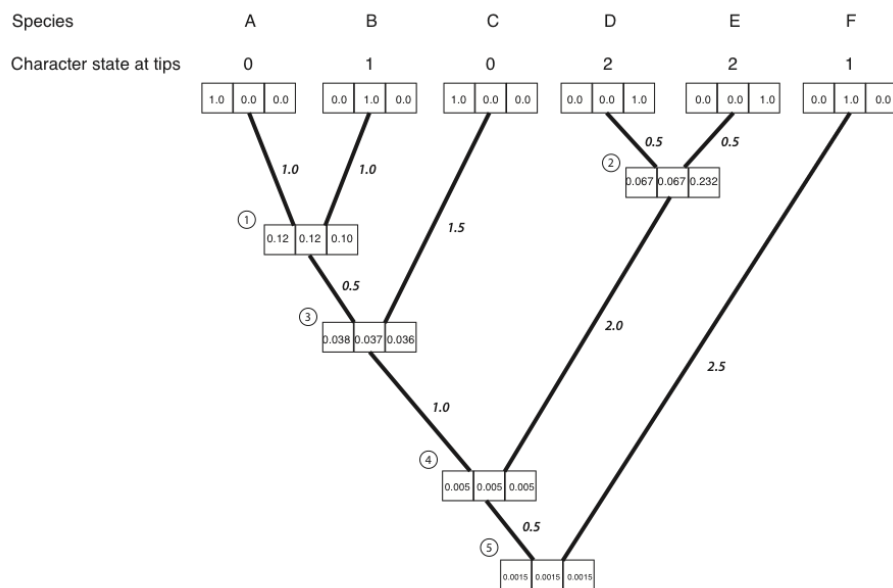 Species A B C D E F
Character state at tips 0 1 0 2 2 1
1.0 0.0 0.0 0.0 1.0 0.0 1.0 0.0 0.0 0.0 0.0 1.0 0.0 0.0 1.0 0.0 1.0 0.0
0.5 0.5
1.0 1.0 2 0.067 0.067 0.232
1 0.12 0.12 0.10 1.5
0.5
3 0.038 0.037 0.036 2.0
2.5
1.0
4 0.005 0.005 0.005
0.5
5 0.0015 0.0015 0.0015